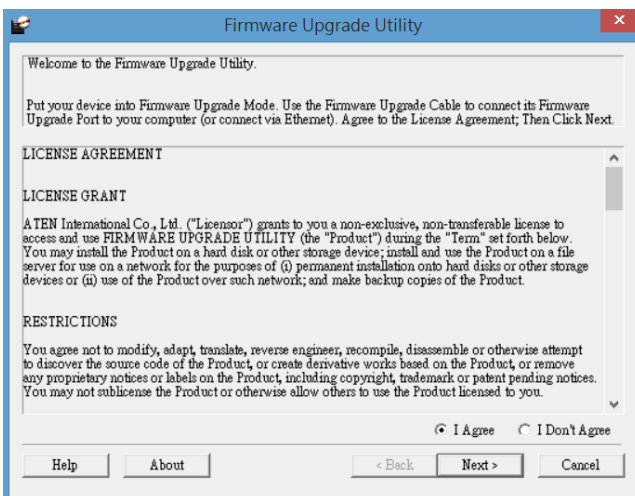 Firmware Upgrade Utility
Welcome to the Firmware Upgrade Utility.
Put your device into Firmware Upgrade Mode. Use the Firmware Upgrade Cable to connect its Firmware
Upgrade Port to your computer (or connect via Ethernet). Agree to the License Agreement; Then Click Next.
LICENSE AGREEMENT
LICENSE GRANT
ATEN International Co., Ltd. ("Licensor") grants to you a non-exclusive, non-transferable license to
access and use FIRMWARE UPGRADE UTILITY (the "Product") during the "Term" set forth below.
You may install the Product on a hard disk or other storage device; install and use the Product on a file
server for use on a network for the purposes of (i) permanent installation onto hard disks or other storage
devices or (ii) use of the Product over such network; and make backup copies of the Product.
RESTRICTIONS
You agree not to modify, adapt, translate, reverse engineer, recompile, disassemble or otherwise attempt
to discover the source code of the Product, or create derivative works based on the Product, or remove
any proprietary notices or labels on the Product, including copyright, trademark or patent pending notices.
You may not sublicense the Product or otherwise allow others to use the Product licensed to you.
I Agree I Don't Agree
Help About < Back Next > Cancel